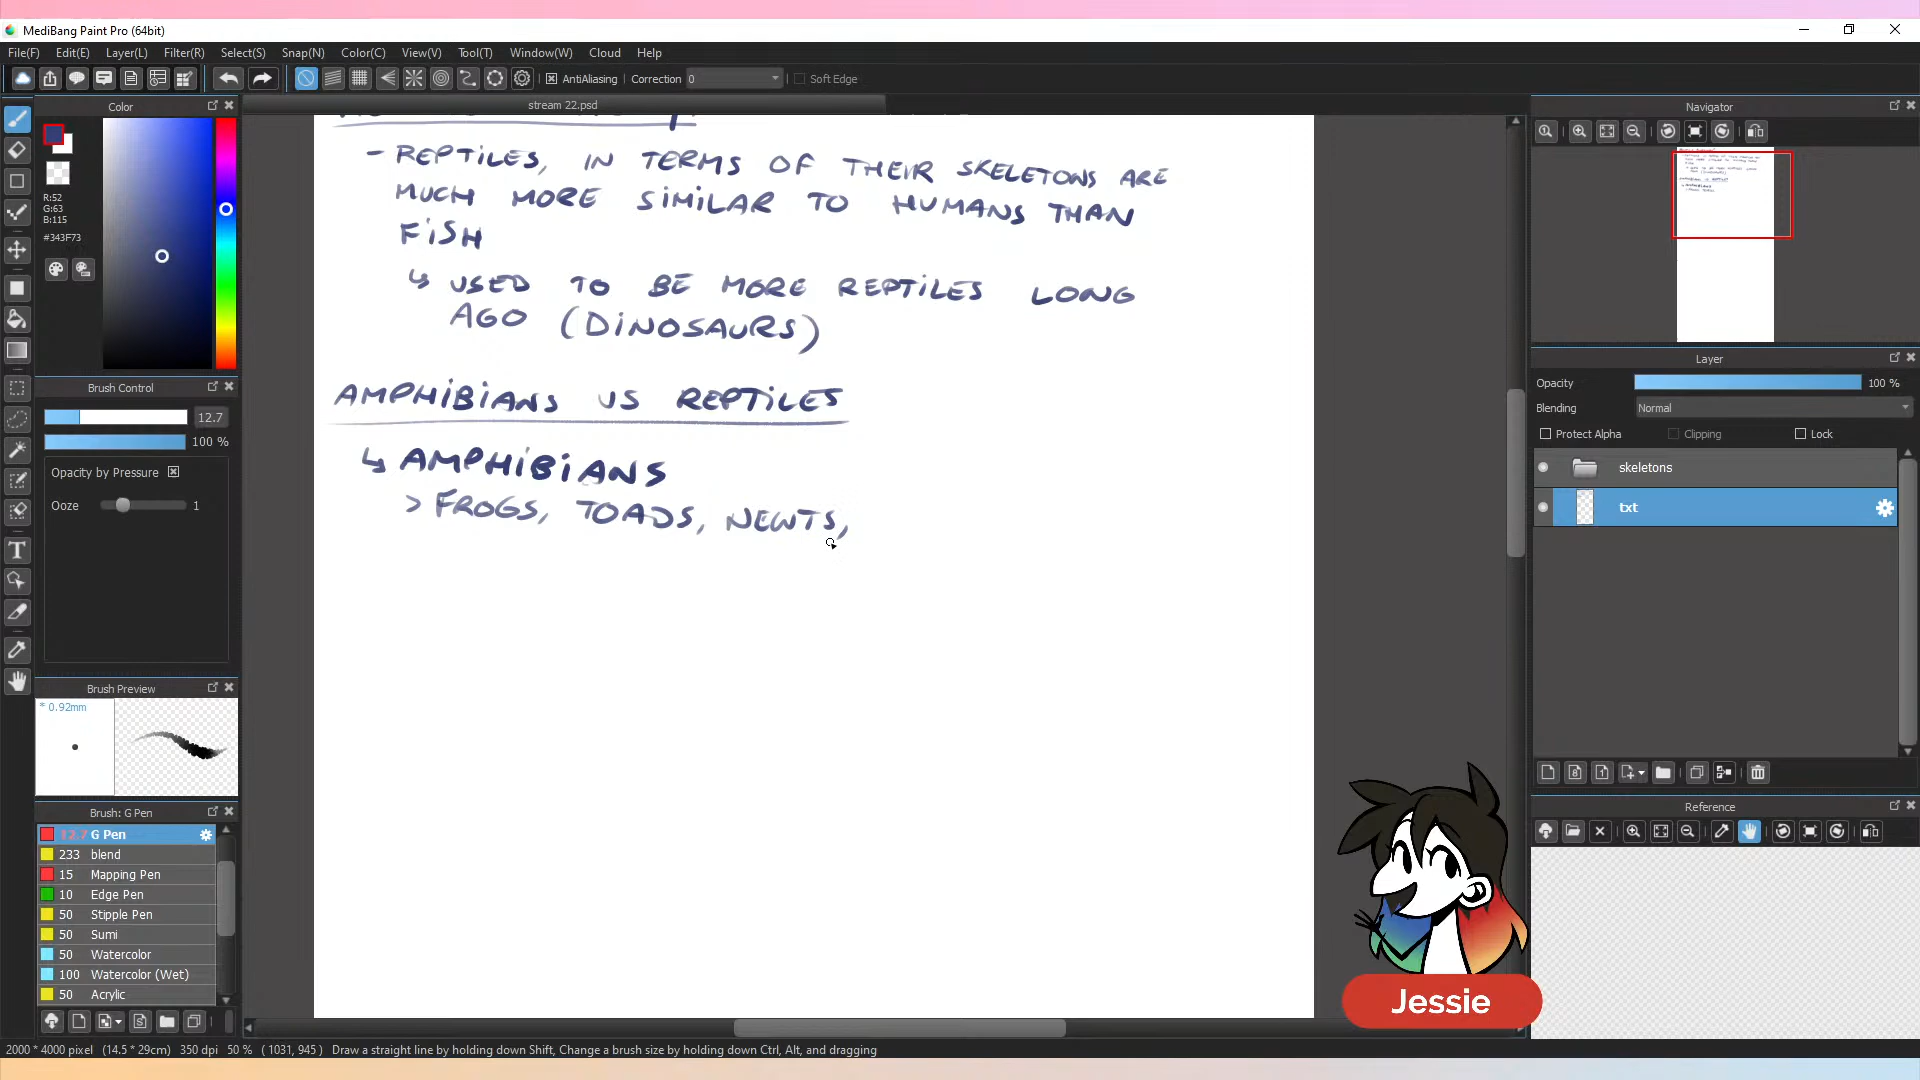 MediBang Paint Pro (64bit)
File(F) Edit(E) Layer(L) Filter(R) Select(S) Snap(N) Color(C) View(V) Tool(T) Window(W) Cloud Help
AntiAliasing Correction 0 Soft Edge
Color
stream 22.psd
Navigator
R:52
G:63
B:115
#343F73
- REPTiLES, iN TERMS OF THEiR SKELETONS ARE
MUCH MORE SiMiLAR TO HUMANS THAN
FiSH
↳ USED TO BE MORE REPTiLES LONG
AGO (DiNOSAURS)
AMPHiBiANS VS REPTiLES
↳ AMPHiBiANS
> FROGS, TOADS, NEWTS,
Brush Control
12.7
100 %
Opacity by Pressure
Ooze 1
Brush Preview
* 0.92mm
Brush: G Pen
12.7 G Pen
233 blend
15 Mapping Pen
10 Edge Pen
50 Stipple Pen
50 Sumi
50 Watercolor
100 Watercolor (Wet)
50 Acrylic
Layer
Opacity 100 %
Blending Normal
Protect Alpha Clipping Lock
skeletons
txt
Reference
Jessie
2000 * 4000 pixel (14.5 * 29cm) 350 dpi 50 % ( 1031, 945 ) Draw a straight line by holding down Shift, Change a brush size by holding down Ctrl, Alt, and dragging